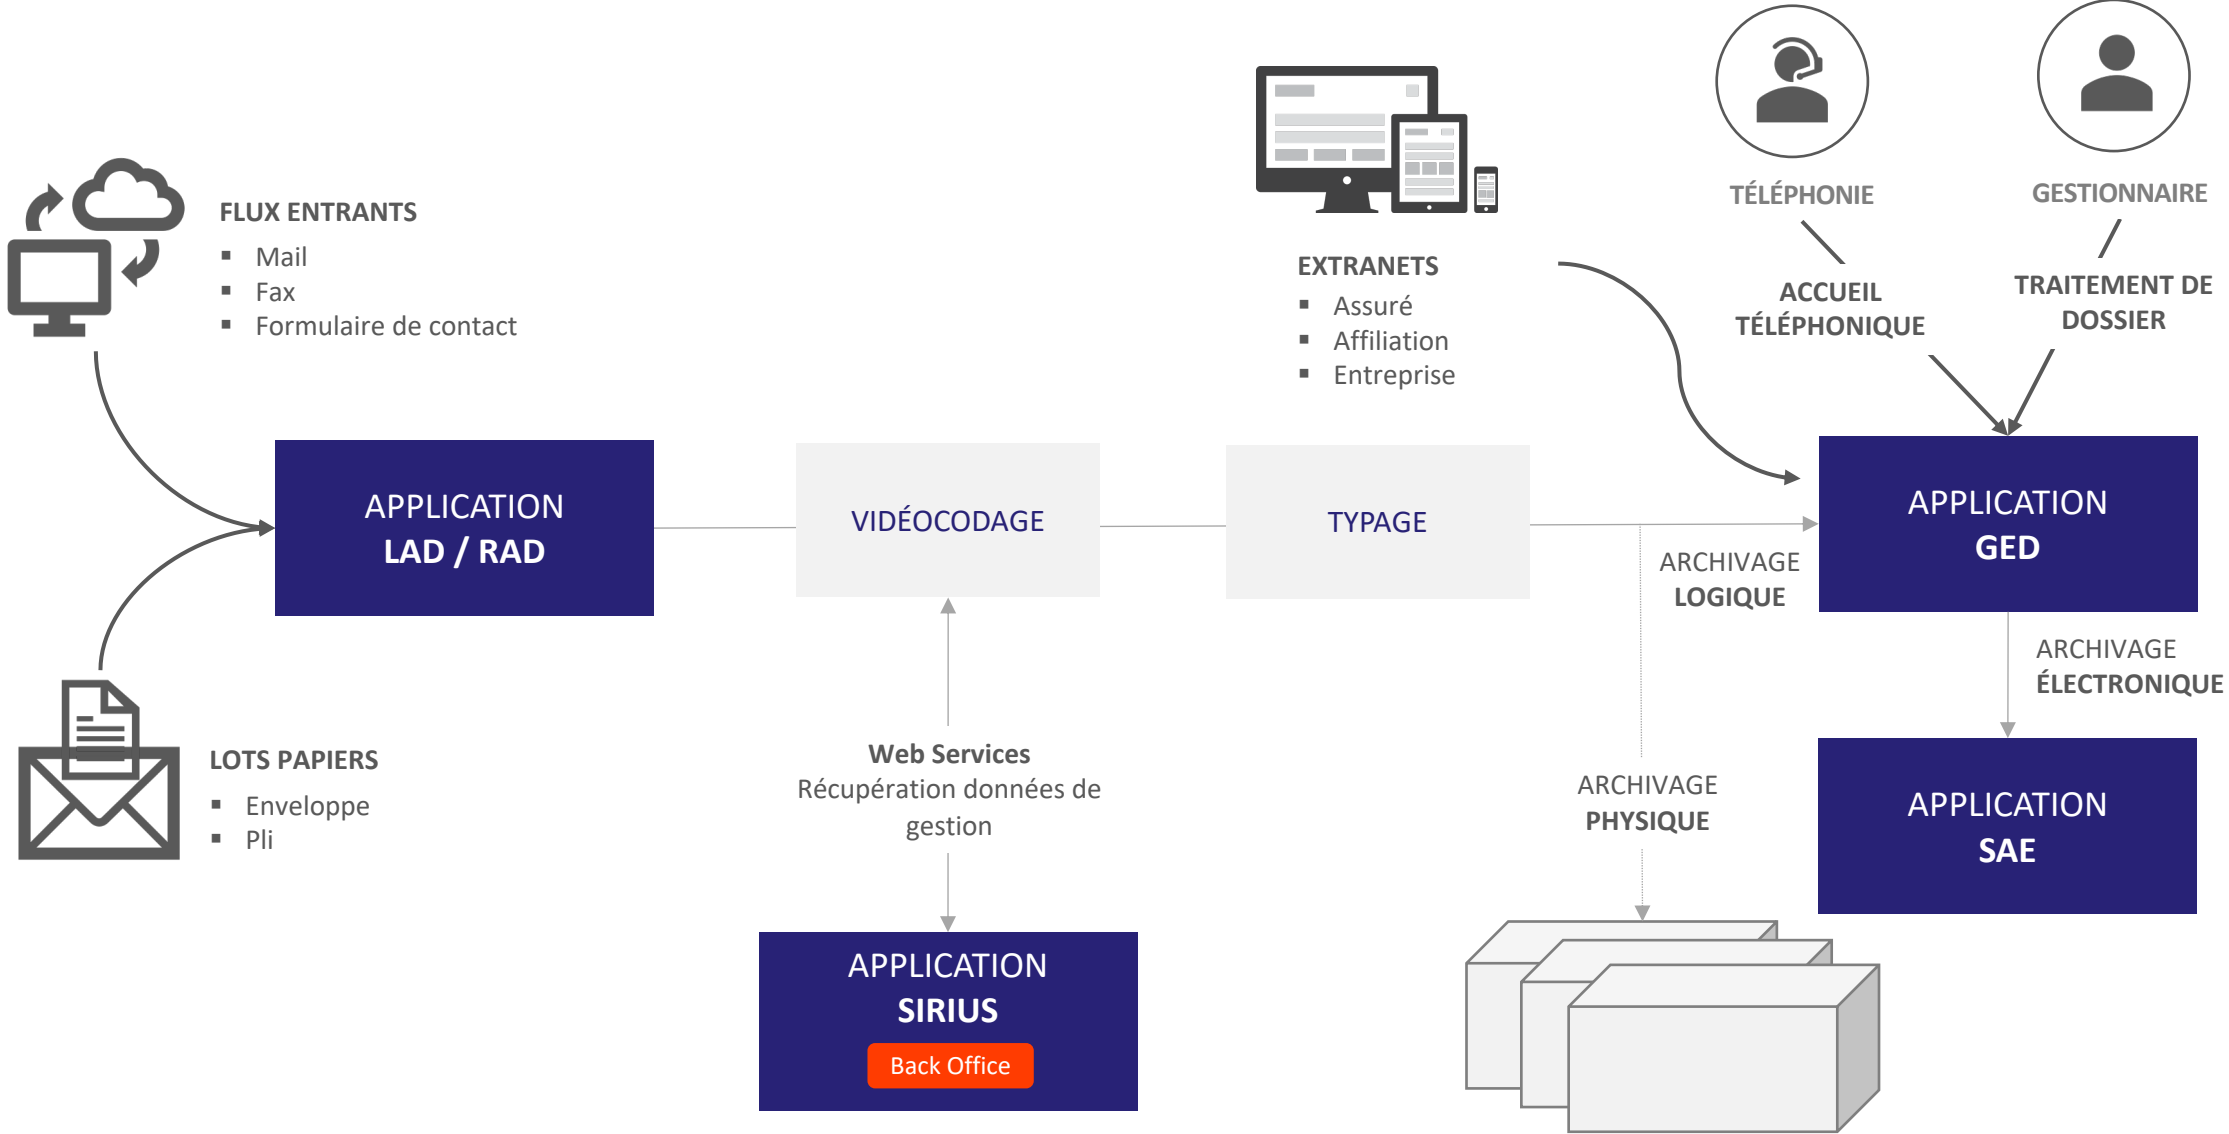 FLUX ENTRANTS
Mail
Fax
Formulaire de contact
EXTRANETS
Assuré
Affiliation
Entreprise
TÉLÉPHONIE
ACCUEIL
TÉLÉPHONIQUE
GESTIONNAIRE
TRAITEMENT DE
DOSSIER
APPLICATION
LAD / RAD
VIDÉOCODAGE
TYPAGE
ARCHIVAGE
LOGIQUE
APPLICATION
GED
ARCHIVAGE
ÉLECTRONIQUE
LOTS PAPIERS
Enveloppe
Pli
Web Services
Récupération données de
gestion
ARCHIVAGE
PHYSIQUE
APPLICATION
SAE
APPLICATION
SIRIUS
Back Office